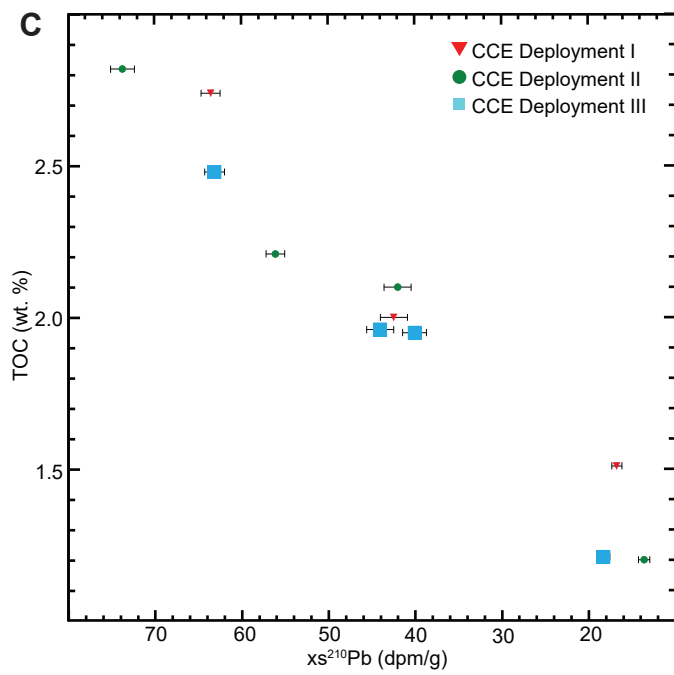 C
CCE Deployment I
CCE Deployment II
CCE Deployment III
2.5
2.0
1.5
TOC (wt. %)
70 60 50 40 30 20
xs²¹⁰Pb (dpm/g)